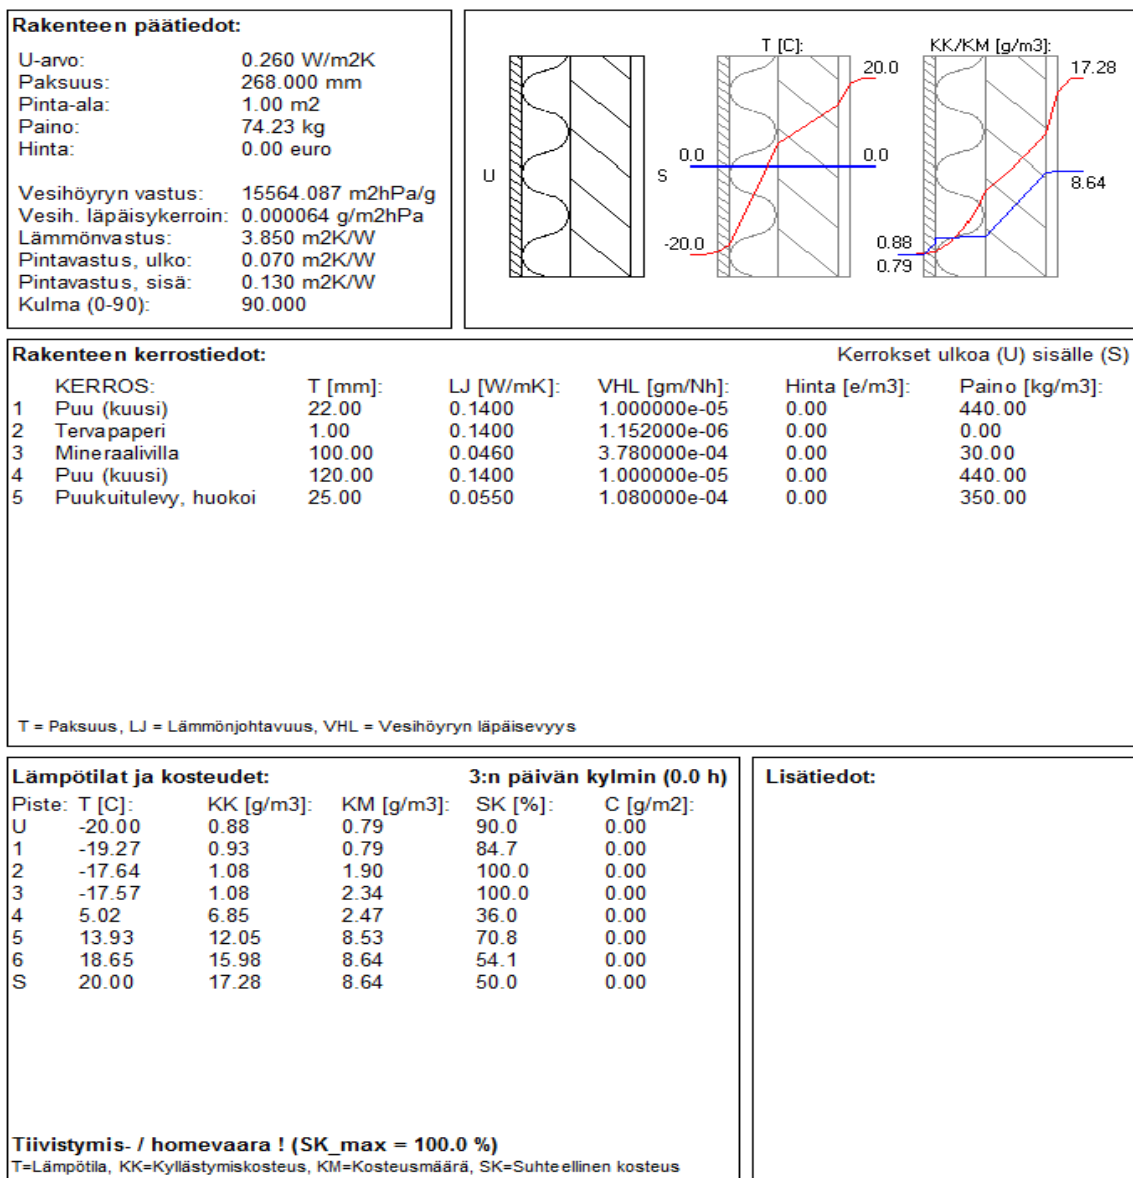 Rakenteen päätiedot:
U-arvo: 0.260 W/m2K
Paksuus: 268.000 mm
Pinta-ala: 1.00 m2
Paino: 74.23 kg
Hinta: 0.00 euro
Vesihöyryn vastus: 15564.087 m2hPa/g
Vesih. läpäisykerroin: 0.000064 g/m2hPa
Lämmönvastus: 3.850 m2K/W
Pintavastus, ulko: 0.070 m2K/W
Pintavastus, sisä: 0.130 m2K/W
Kulma (0-90): 90.000
U S
T [C]:
20.0
0.0 0.0
-20.0
KK/KM [g/m3]:
17.28
8.64
0.88
0.79
Rakenteen kerrostiedot: Kerrokset ulkoa (U) sisälle (S)
KERROS: T [mm]: LJ [W/mK]: VHL [gm/Nh]: Hinta [e/m3]: Paino [kg/m3]:
1 Puu (kuusi) 22.00 0.1400 1.000000e-05 0.00 440.00
2 Tervapaperi 1.00 0.1400 1.152000e-06 0.00 0.00
3 Mineraalivilla 100.00 0.0460 3.780000e-04 0.00 30.00
4 Puu (kuusi) 120.00 0.1400 1.000000e-05 0.00 440.00
5 Puukuitulevy, huokoi 25.00 0.0550 1.080000e-04 0.00 350.00
T = Paksuus, LJ = Lämmönjohtavuus, VHL = Vesihöyryn läpäisevyys
Lämpötilat ja kosteudet: 3:n päivän kylmin (0.0 h)
Piste: T [C]: KK [g/m3]: KM [g/m3]: SK [%]: C [g/m2]:
U -20.00 0.88 0.79 90.0 0.00
1 -19.27 0.93 0.79 84.7 0.00
2 -17.64 1.08 1.90 100.0 0.00
3 -17.57 1.08 2.34 100.0 0.00
4 5.02 6.85 2.47 36.0 0.00
5 13.93 12.05 8.53 70.8 0.00
6 18.65 15.98 8.64 54.1 0.00
S 20.00 17.28 8.64 50.0 0.00
Tiivistymis- / homevaara ! (SK_max = 100.0 %)
T=Lämpötila, KK=Kyllästymiskosteus, KM=Kosteusmäärä, SK=Suhteellinen kosteus
Lisätiedot: